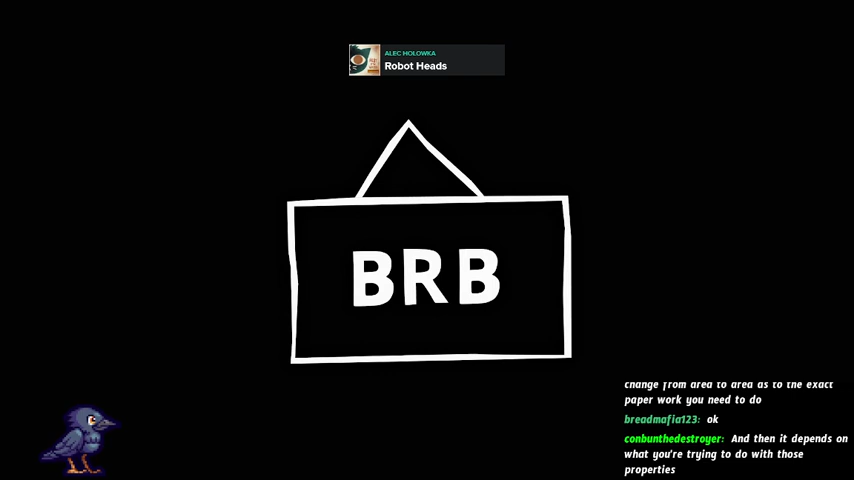 ALEC HOLOWKA
Robot Heads
BRB
change from area to area as to the exact
paper work you need to do
breadmafia123: ok
conbunthedestroyer: And then it depends on
what you're trying to do with those
properties